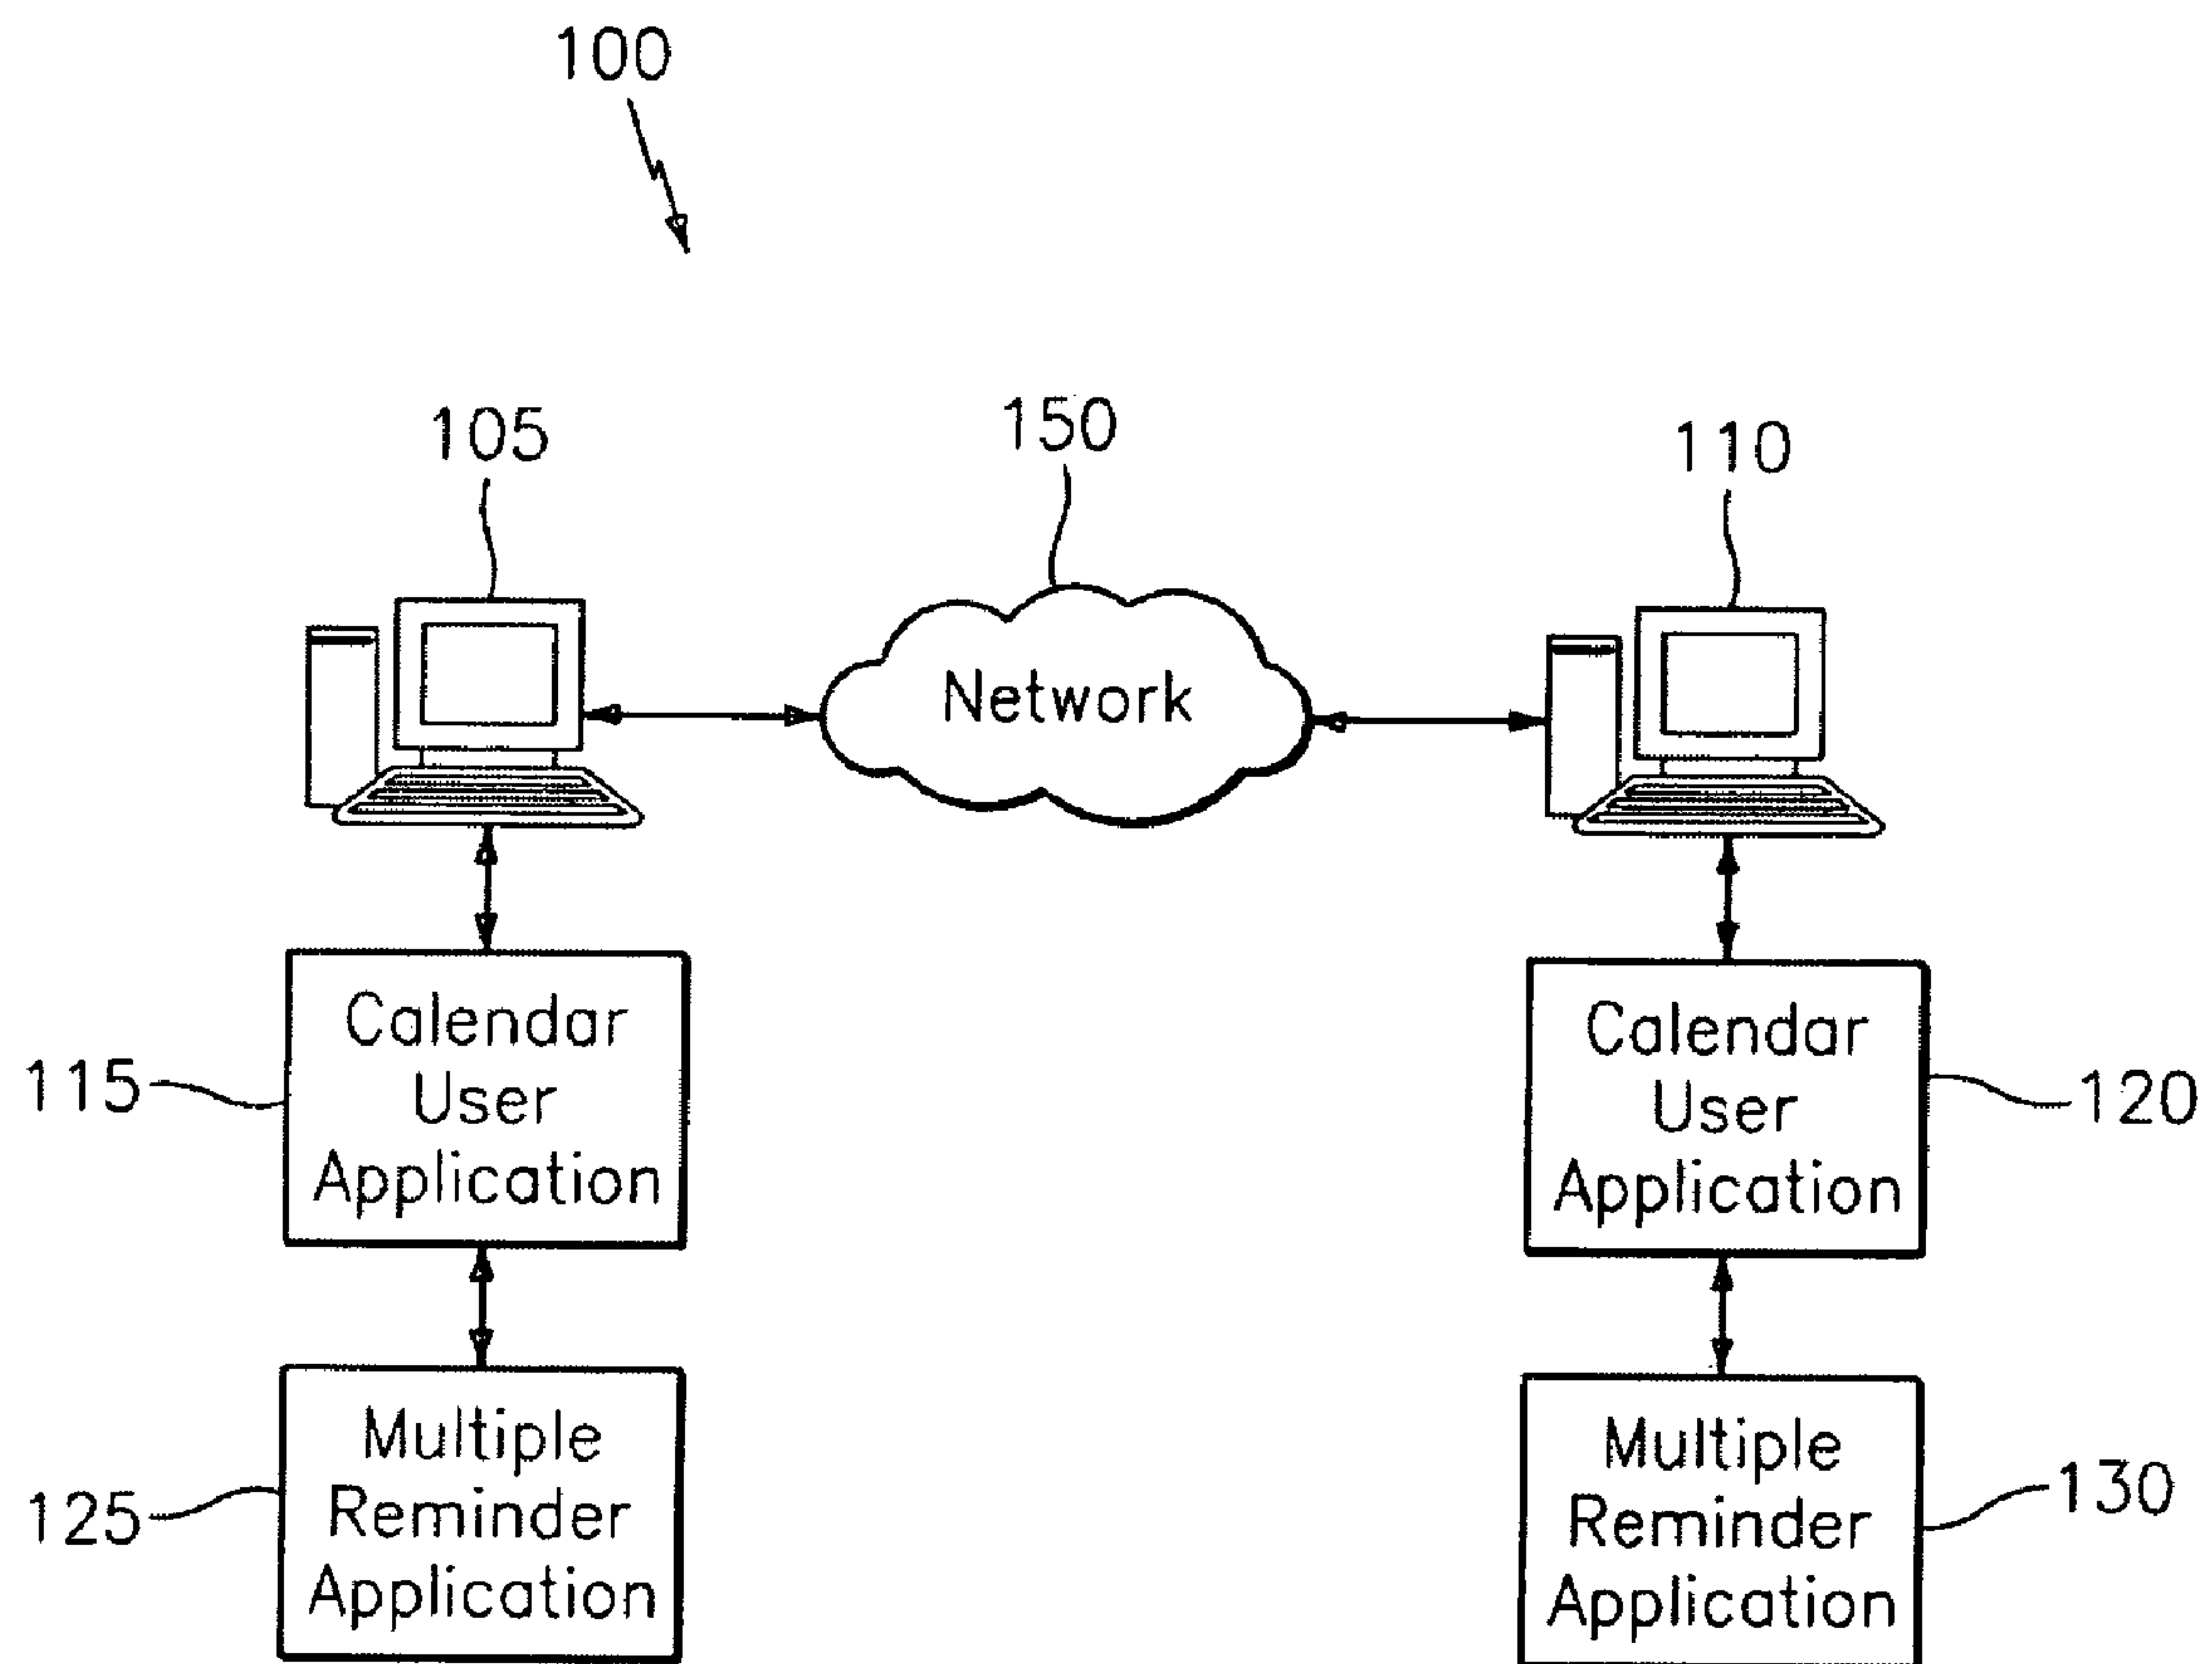 100
105
150
110
Network
Calendar
User
Application
115
Calendar
User
Application
120
Multiple
Reminder
Application
125
Multiple
Reminder
Application
130